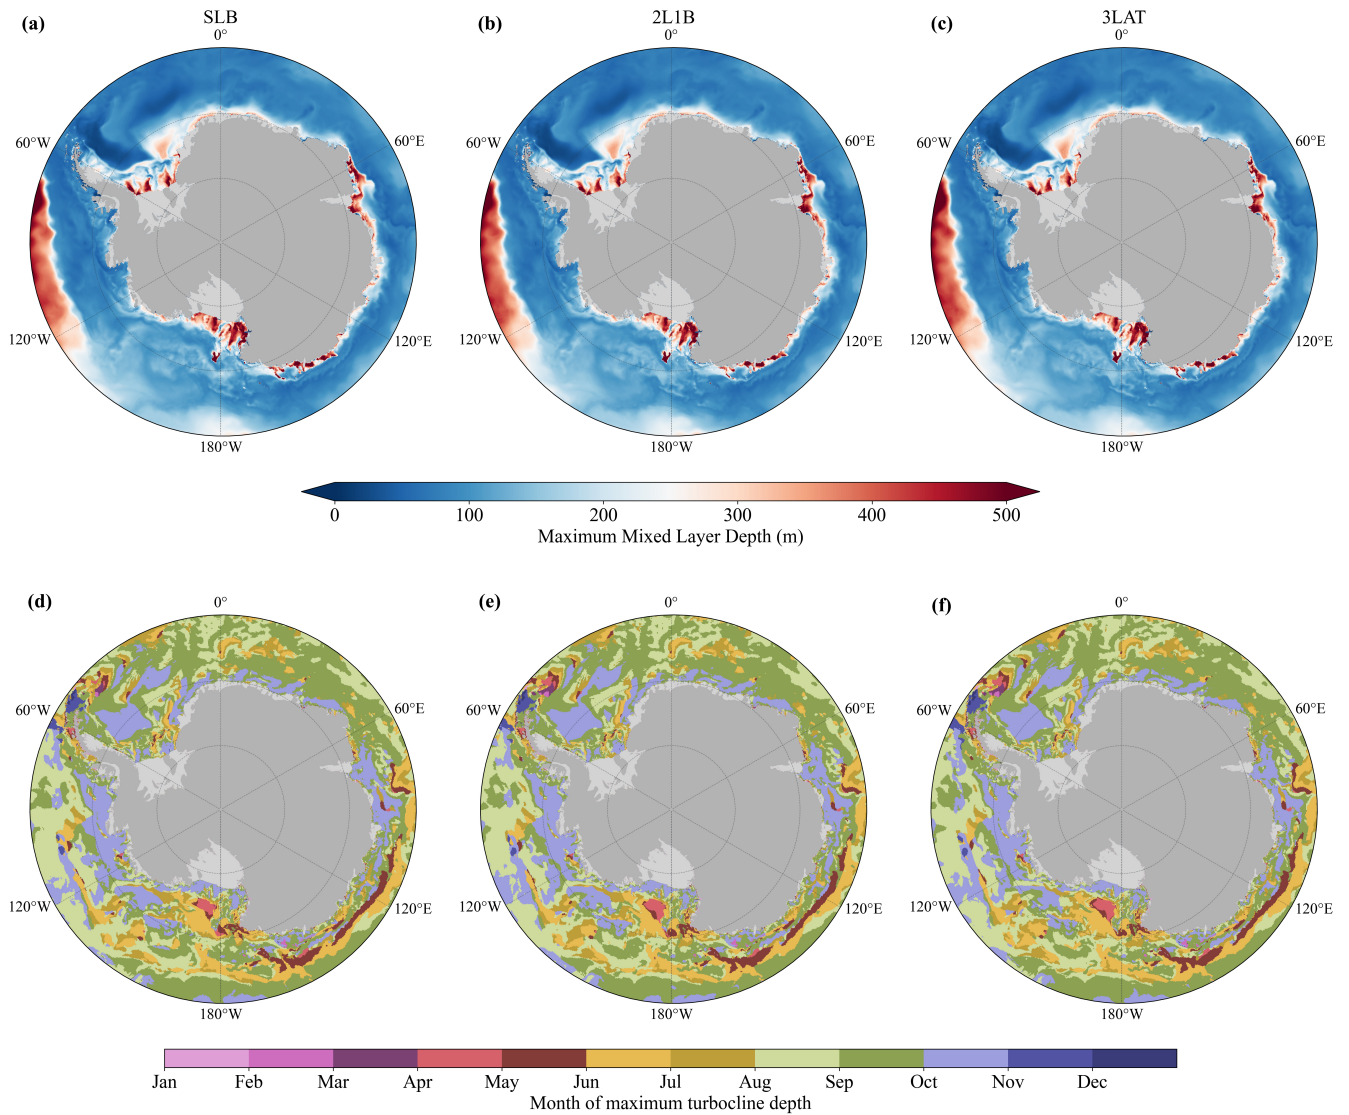 (a) SLB (b) 2L1B (c) 3LAT
0° 0° 0°
60°W 60°E 60°W 60°E 60°W 60°E
120°W 120°E 120°W 120°E 120°W 120°E
180°W 180°W 180°W
0 100 200 300 400 500
Maximum Mixed Layer Depth (m)
(d) 0° (e) 0° (f) 0°
60°W 60°E 60°W 60°E 60°W 60°E
120°W 120°E 120°W 120°E 120°W 120°E
180°W 180°W 180°W
Jan Feb Mar Apr May Jun Jul Aug Sep Oct Nov Dec
Month of maximum turbocline depth